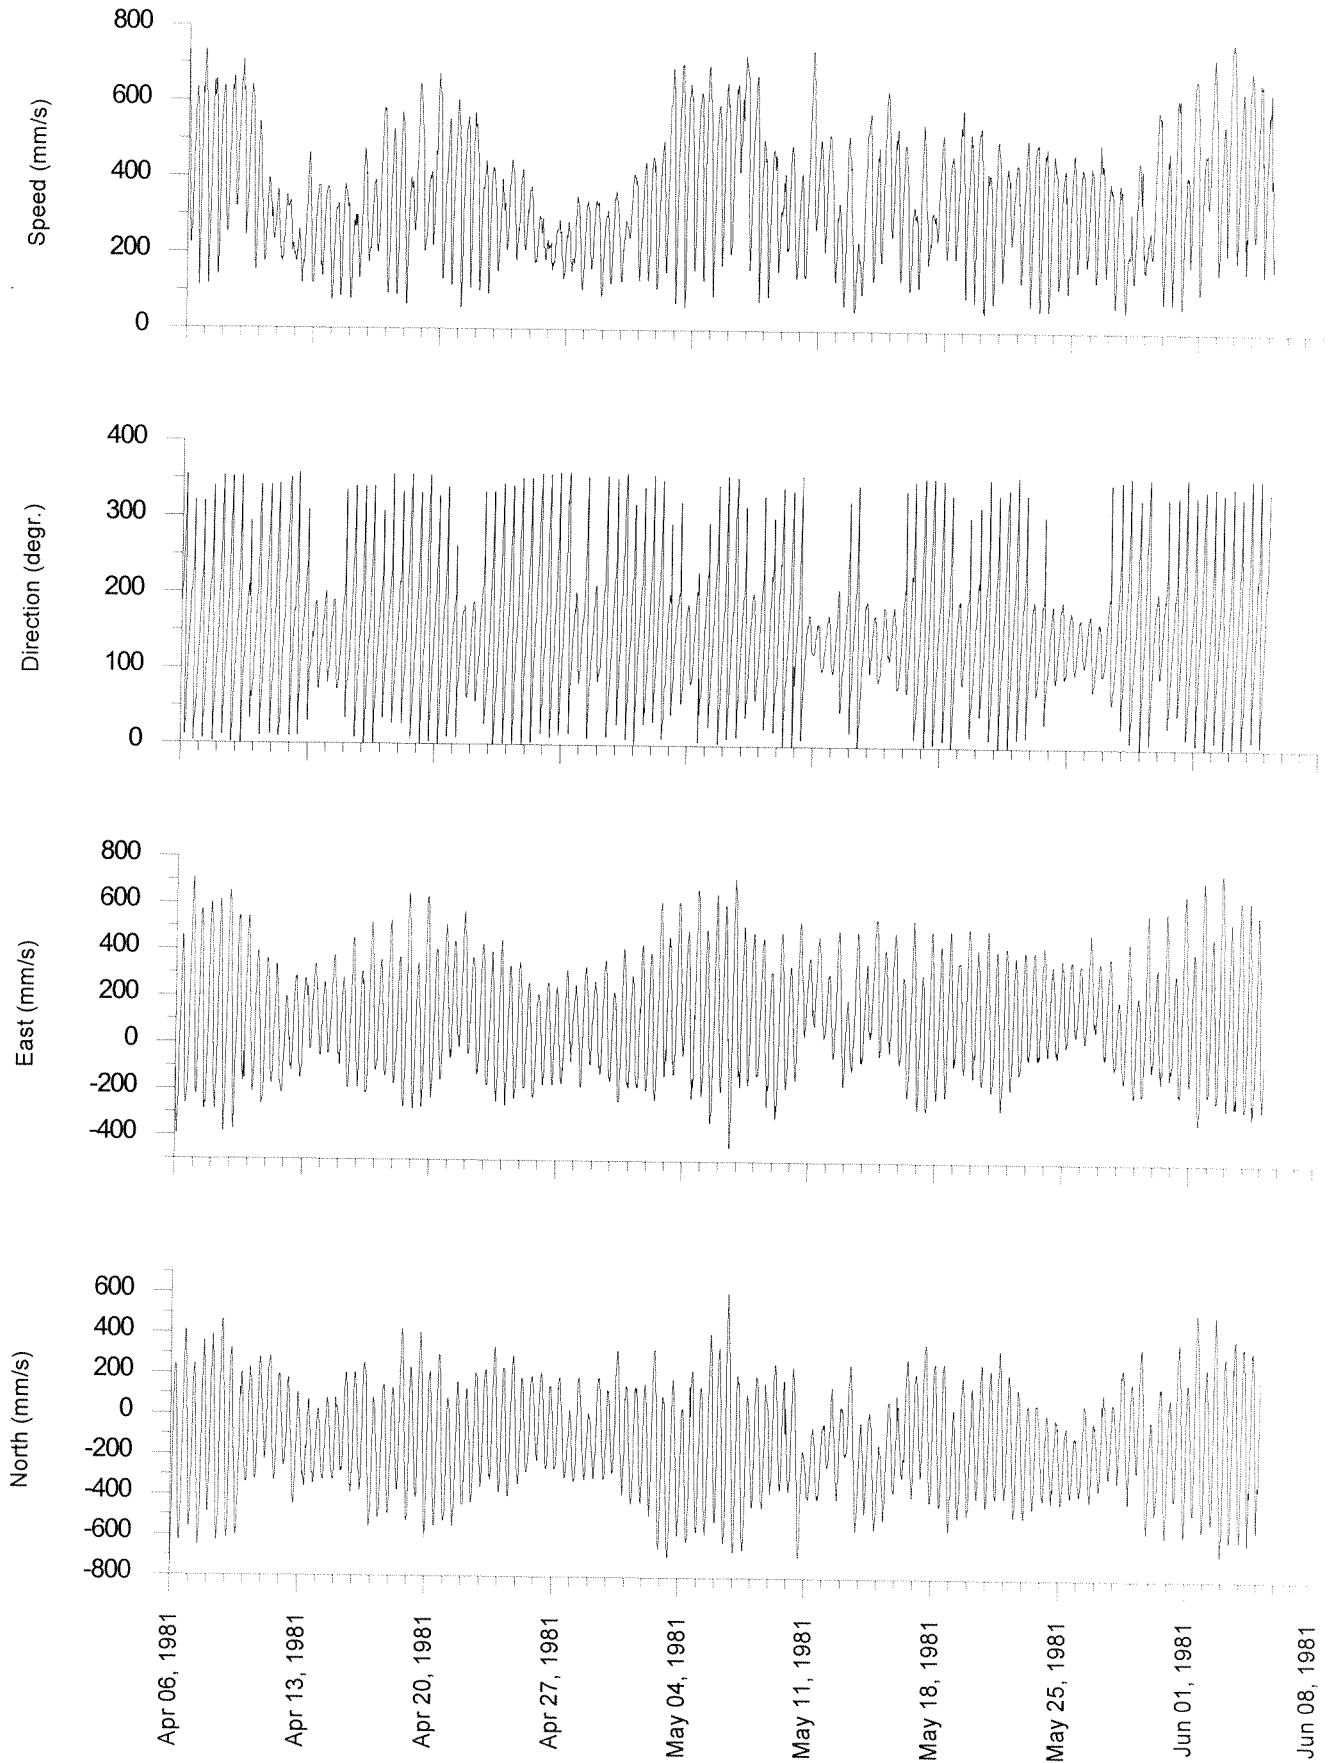 800
600
400
200
0
Speed (mm/s)
400
300
200
100
0
Direction (degr.)
800
600
400
200
0
-200
-400
East (mm/s)
600
400
200
0
-200
-400
-600
-800
North (mm/s)
Apr 06, 1981
Apr 13, 1981
Apr 20, 1981
Apr 27, 1981
May 04, 1981
May 11, 1981
May 18, 1981
May 25, 1981
Jun 01, 1981
Jun 08, 1981